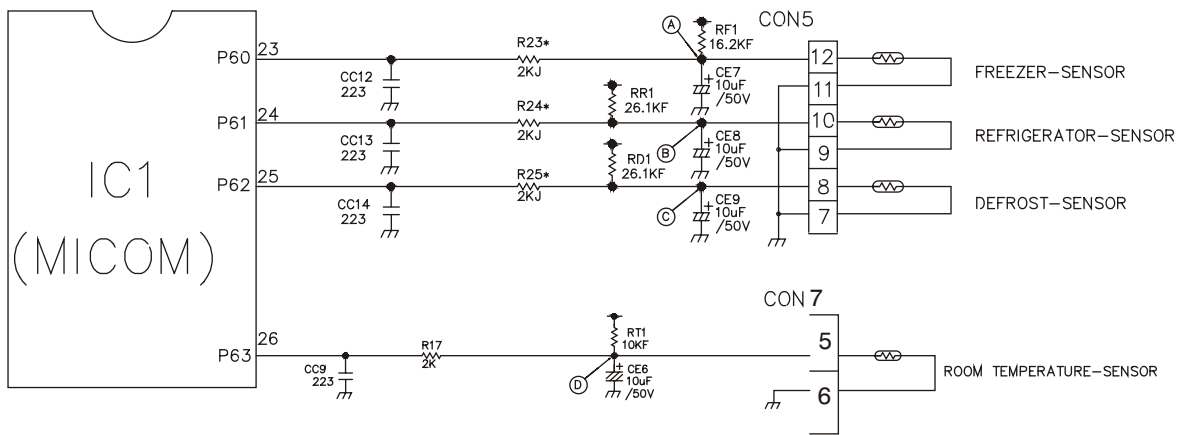 IC1
(MICOM)
P60
23
P61
24
P62
25
P63
26
CC12
223
CC13
223
CC14
223
CC9
223
R23*
2KJ
R24*
2KJ
R25*
2KJ
R17
2K
RR1
26.1KF
RD1
26.1KF
RT1
10KF
A
B
C
D
RF1
16.2KF
CE7
10uF
/50V
CE8
10uF
/50V
CE9
10uF
/50V
CE6
10uF
/50V
CON5
12
11
10
9
8
7
FREEZER-SENSOR
REFRIGERATOR-SENSOR
DEFROST-SENSOR
CON 7
5
6
ROOM TEMPERATURE-SENSOR
+
+
+
+